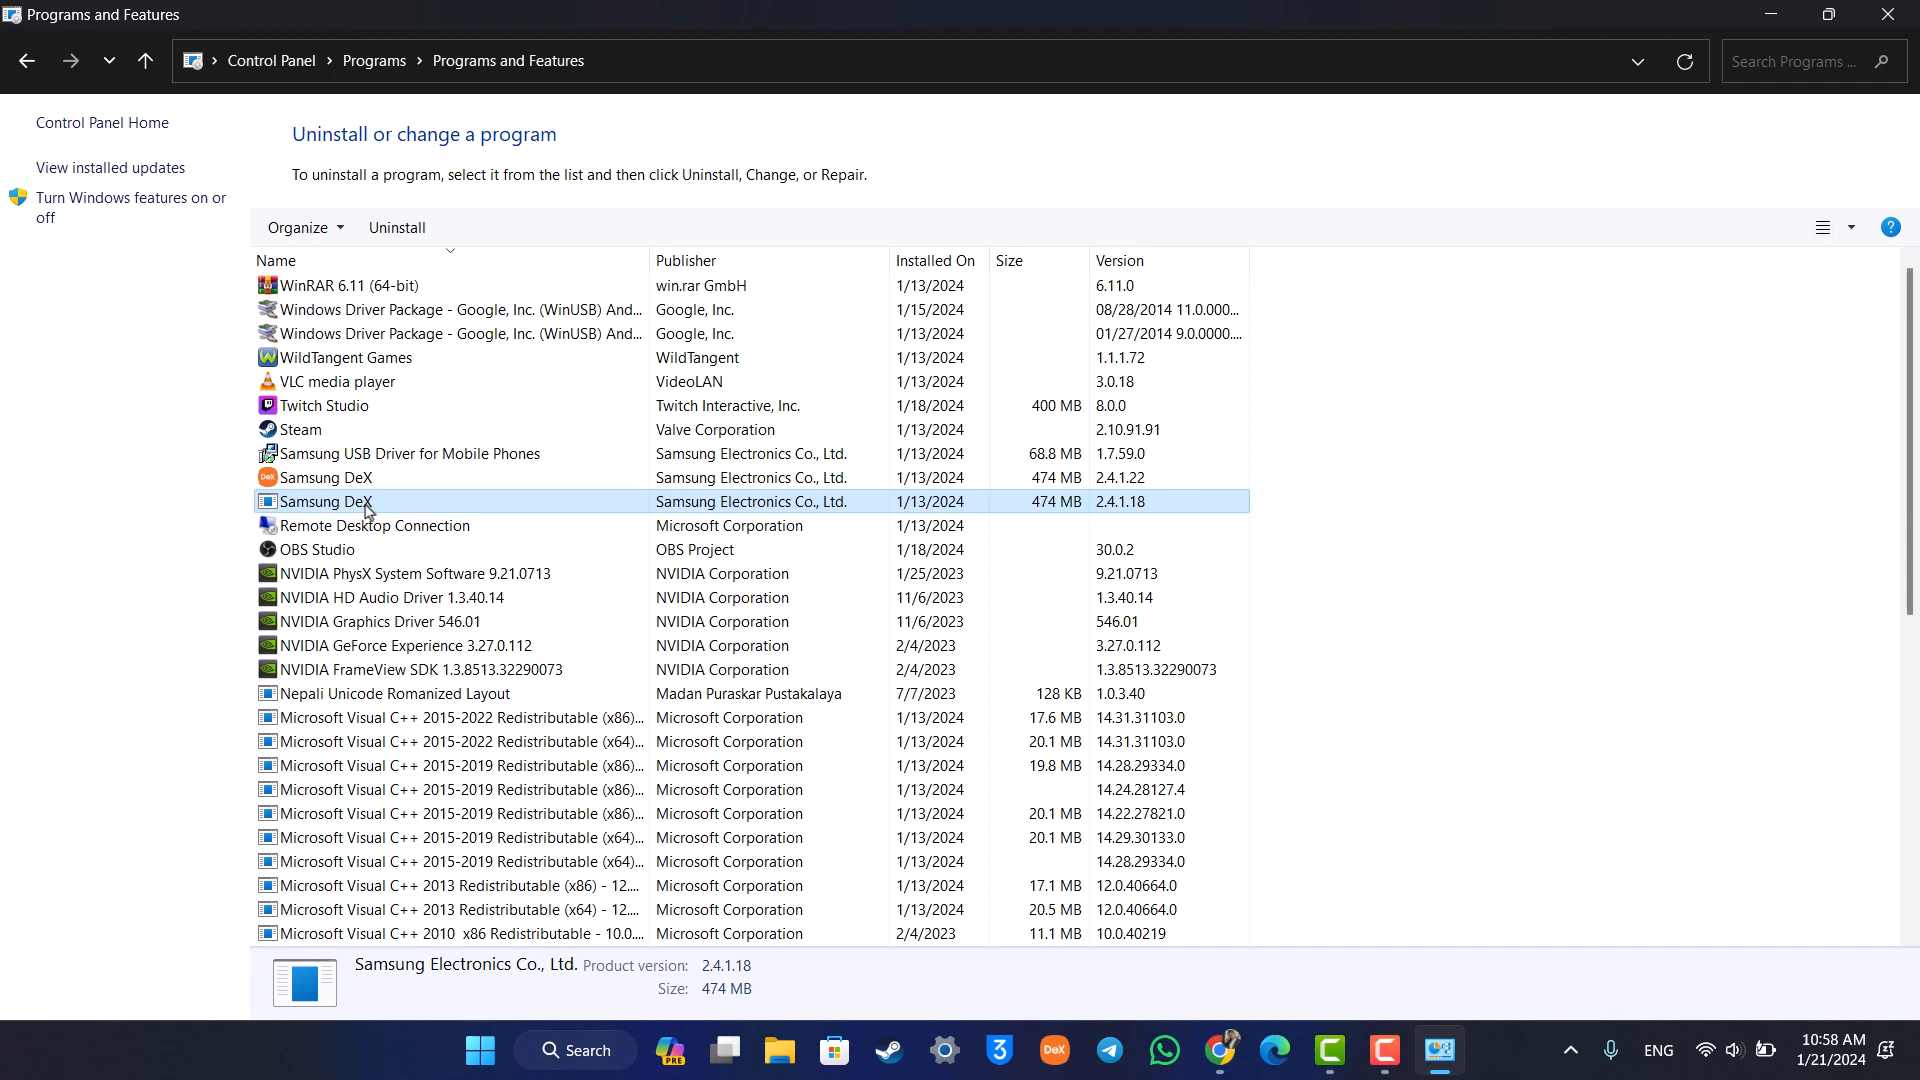 Programs and Features
Control Panel > Programs > Programs and Features
Search Programs ...
Control Panel Home
View installed updates
Turn Windows features on or
off
Uninstall or change a program
To uninstall a program, select it from the list and then click Uninstall, Change, or Repair.
Organize Uninstall
Name Publisher Installed On Size Version
WinRAR 6.11 (64-bit) win.rar GmbH 1/13/2024 6.11.0
Windows Driver Package - Google, Inc. (WinUSB) And... Google, Inc. 1/15/2024 08/28/2014 11.0.000...
Windows Driver Package - Google, Inc. (WinUSB) And... Google, Inc. 1/13/2024 01/27/2014 9.0.0000....
WildTangent Games WildTangent 1/13/2024 1.1.1.72
VLC media player VideoLAN 1/13/2024 3.0.18
Twitch Studio Twitch Interactive, Inc. 1/18/2024 400 MB 8.0.0
Steam Valve Corporation 1/13/2024 2.10.91.91
Samsung USB Driver for Mobile Phones Samsung Electronics Co., Ltd. 1/13/2024 68.8 MB 1.7.59.0
DeX Samsung DeX Samsung Electronics Co., Ltd. 1/13/2024 474 MB 2.4.1.22
Samsung DeX Samsung Electronics Co., Ltd. 1/13/2024 474 MB 2.4.1.18
Remote Desktop Connection Microsoft Corporation 1/13/2024
OBS Studio OBS Project 1/18/2024 30.0.2
NVIDIA PhysX System Software 9.21.0713 NVIDIA Corporation 1/25/2023 9.21.0713
NVIDIA HD Audio Driver 1.3.40.14 NVIDIA Corporation 11/6/2023 1.3.40.14
NVIDIA Graphics Driver 546.01 NVIDIA Corporation 11/6/2023 546.01
NVIDIA GeForce Experience 3.27.0.112 NVIDIA Corporation 2/4/2023 3.27.0.112
NVIDIA FrameView SDK 1.3.8513.32290073 NVIDIA Corporation 2/4/2023 1.3.8513.32290073
Nepali Unicode Romanized Layout Madan Puraskar Pustakalaya 7/7/2023 128 KB 1.0.3.40
Microsoft Visual C++ 2015-2022 Redistributable (x86)... Microsoft Corporation 1/13/2024 17.6 MB 14.31.31103.0
Microsoft Visual C++ 2015-2022 Redistributable (x64)... Microsoft Corporation 1/13/2024 20.1 MB 14.31.31103.0
Microsoft Visual C++ 2015-2019 Redistributable (x86)... Microsoft Corporation 1/13/2024 19.8 MB 14.28.29334.0
Microsoft Visual C++ 2015-2019 Redistributable (x86)... Microsoft Corporation 1/13/2024 14.24.28127.4
Microsoft Visual C++ 2015-2019 Redistributable (x86)... Microsoft Corporation 1/13/2024 20.1 MB 14.22.27821.0
Microsoft Visual C++ 2015-2019 Redistributable (x64)... Microsoft Corporation 1/13/2024 20.1 MB 14.29.30133.0
Microsoft Visual C++ 2015-2019 Redistributable (x64)... Microsoft Corporation 1/13/2024 14.28.29334.0
Microsoft Visual C++ 2013 Redistributable (x86) - 12.... Microsoft Corporation 1/13/2024 17.1 MB 12.0.40664.0
Microsoft Visual C++ 2013 Redistributable (x64) - 12.... Microsoft Corporation 1/13/2024 20.5 MB 12.0.40664.0
Microsoft Visual C++ 2010 x86 Redistributable - 10.0.... Microsoft Corporation 2/4/2023 11.1 MB 10.0.40219
Samsung Electronics Co., Ltd. Product version: 2.4.1.18
Size: 474 MB
Search PRE 3 DeX ENG 10:58 AM
1/21/2024